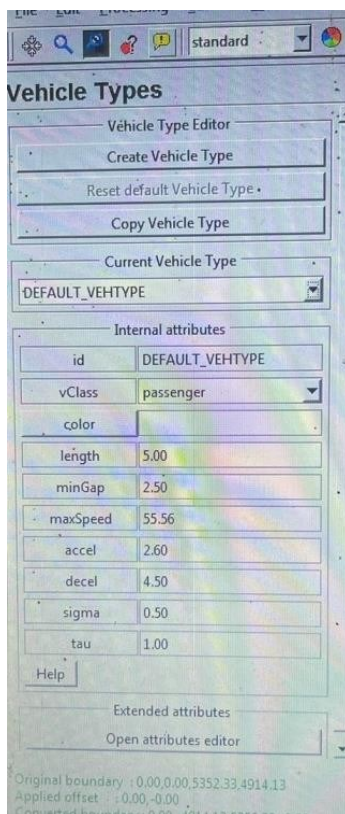 File Edit Processing
standard
Vehicle Types
Vehicle Type Editor
Create Vehicle Type
Reset default Vehicle Type
Copy Vehicle Type
Current Vehicle Type
DEFAULT_VEHTYPE
Internal attributes
id DEFAULT_VEHTYPE
vClass passenger
color
length 5.00
minGap 2.50
maxSpeed 55.56
accel 2.60
decel 4.50
sigma 0.50
tau 1.00
Help
Extended attributes
Open attributes editor
Original boundary : 0.00,0.00,5352.33,4914.13
Applied offset : 0.00,-0.00